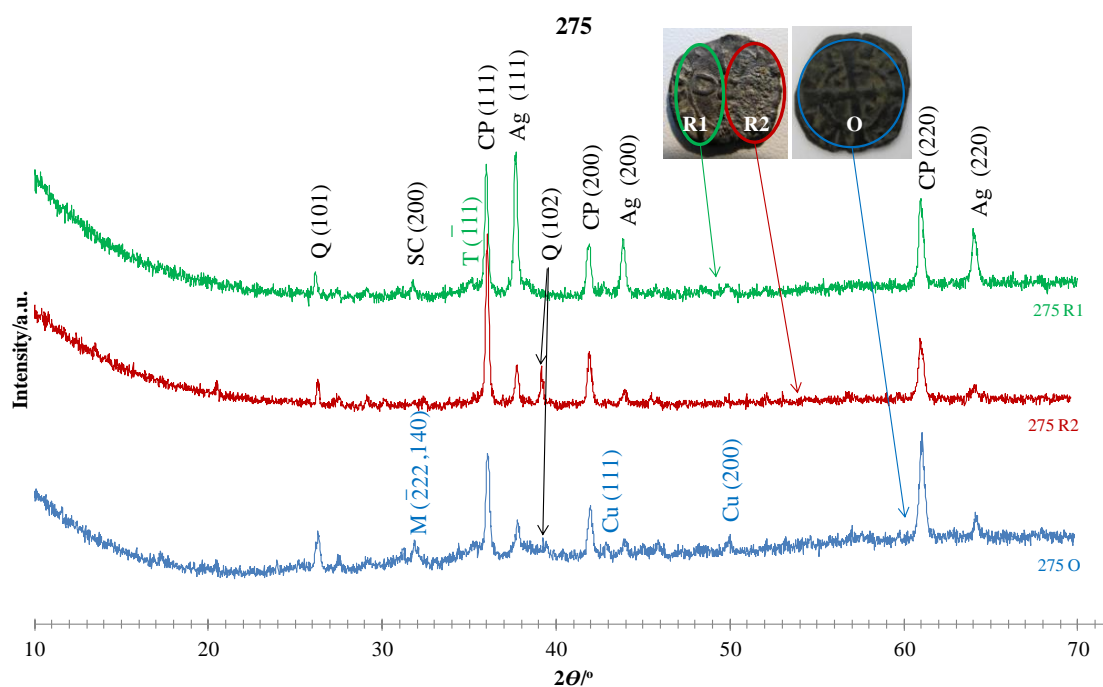 275
R1
R2
O
Q (101)
SC (200)
T (1̅11)
CP (111)
Ag (111)
Q (102)
CP (200)
Ag (200)
CP (220)
Ag (220)
275 R1
Intensity/a.u.
275 R2
M (2̅22 ,140)
Cu (111)
Cu (200)
275 O
10 20 30 40 50 60 70
2Θ/º